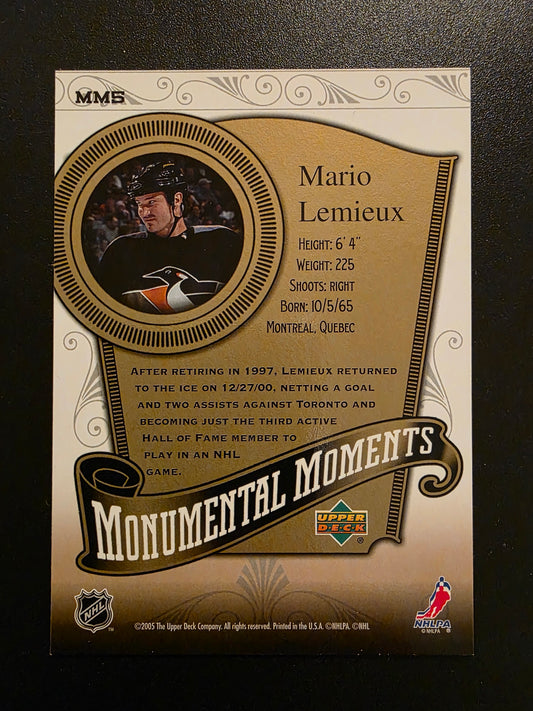 MM5
Mario
Lemieux
Height: 6' 4"
Weight: 225
Shoots: right
Born: 10/5/65
Montreal, Quebec
After retiring in 1997, Lemieux returned
to the ice on 12/27/00, netting a goal
and two assists against Toronto and
becoming just the third active
Hall of Fame member to
play in an NHL
game.
Monumental Moments
UPPER
DECK
®
NHL
™
©2005 The Upper Deck Company. All rights reserved. Printed in the U.S.A. ©NHLPA. ©NHL
NHLPA
© NHLPA ®